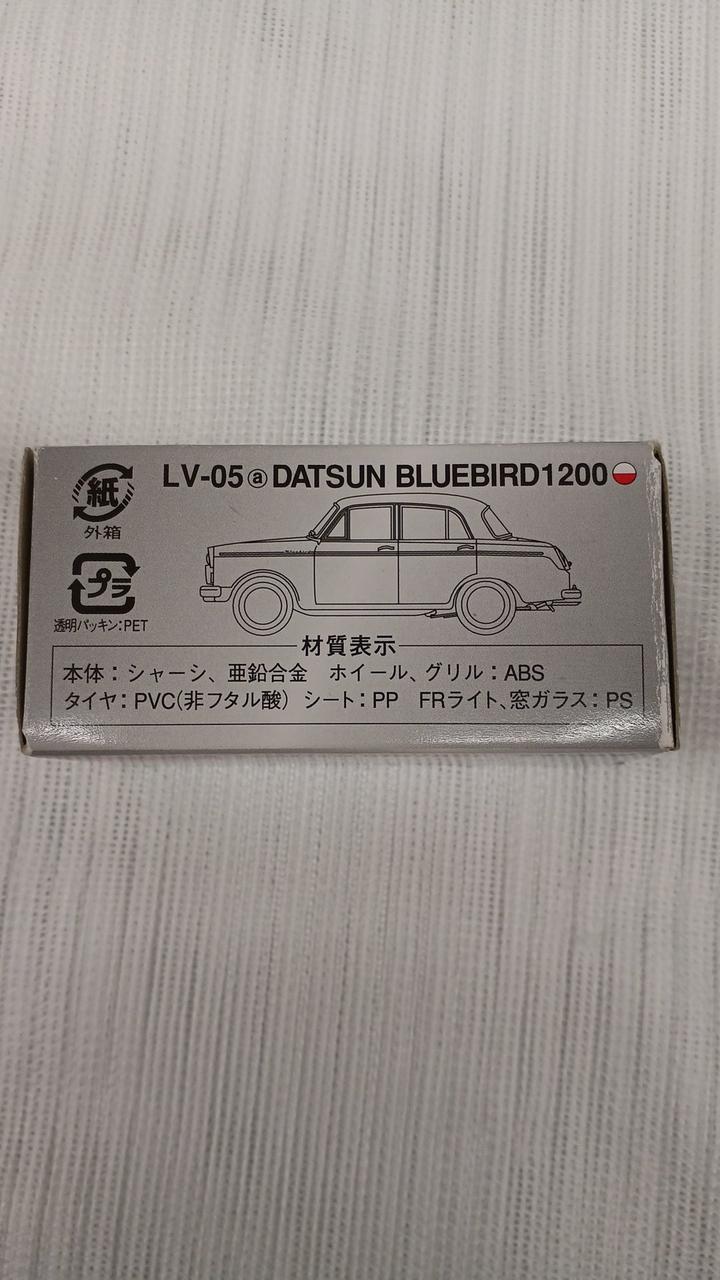 LV-05ⓐDATSUN BLUEBIRD1200
紙
外箱
プラ
透明パッキン:PET
材質表示
本体：シャーシ、亜鉛合金　ホイール、グリル：ABS
タイヤ：PVC(非フタル酸)　シート：PP　FRライト、窓ガラス：PS